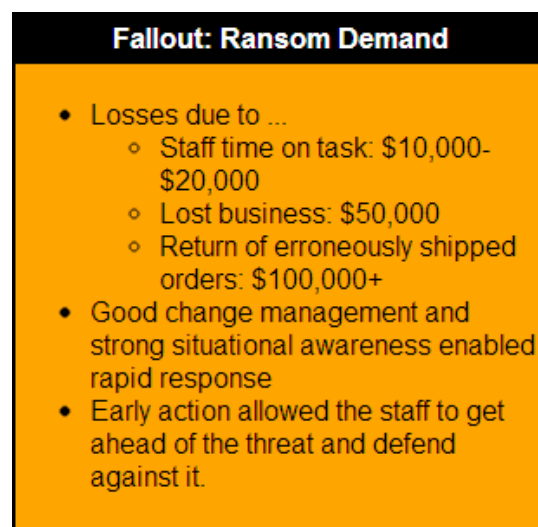 Fallout: Ransom Demand
• Losses due to ...
◦ Staff time on task: $10,000-
$20,000
◦ Lost business: $50,000
◦ Return of erroneously shipped
orders: $100,000+
• Good change management and
strong situational awareness enabled
rapid response
• Early action allowed the staff to get
ahead of the threat and defend
against it.